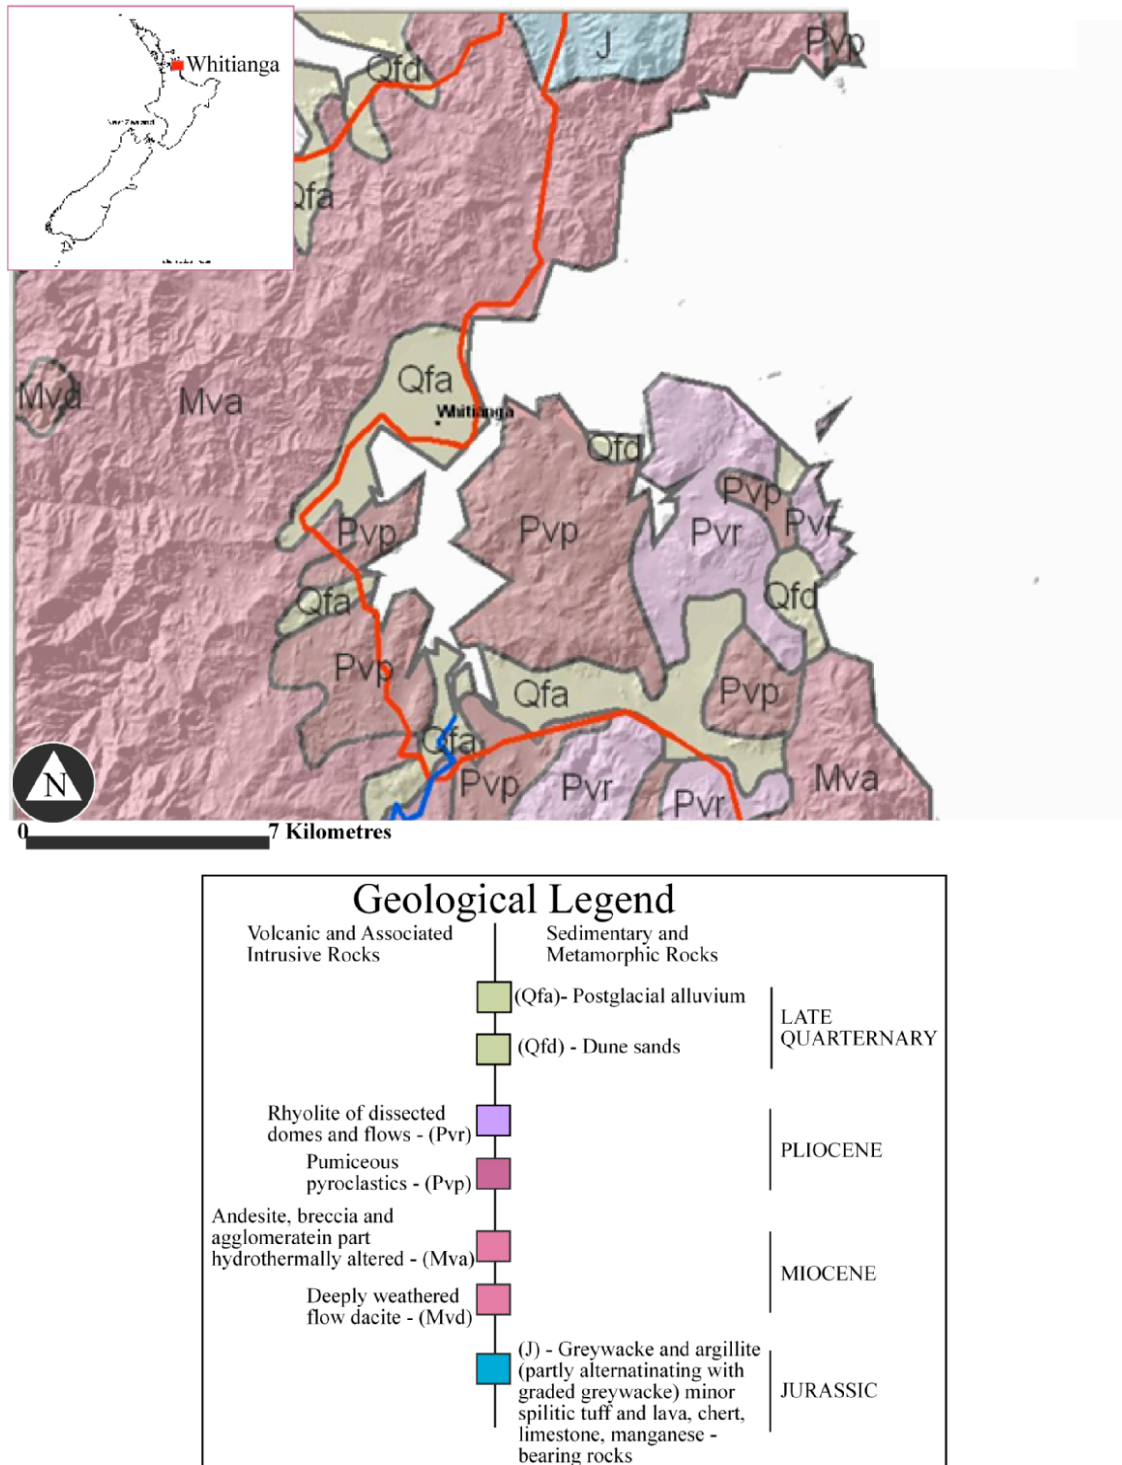 Whitianga
New Zealand
J
Pvp
Qfd
Qfa
Qfa
Whitianga
Mvd
Mva
Qfd
Pvp
Pvp
Pvp
Pvr
Pvr
Qfa
Qfd
Pvp
Qfa
Pvp
Qfa
Pvp
Pvr
Pvr
Mva
N
0
7 Kilometres
Geological Legend
Volcanic and Associated
Intrusive Rocks
Sedimentary and
Metamorphic Rocks
(Qfa)- Postglacial alluvium
(Qfd) - Dune sands
LATE
QUARTERNARY
Rhyolite of dissected
domes and flows - (Pvr)
Pumiceous
pyroclastics - (Pvp)
PLIOCENE
Andesite, breccia and
agglomeratein part
hydrothermally altered - (Mva)
Deeply weathered
flow dacite - (Mvd)
MIOCENE
(J) - Greywacke and argillite
(partly alternatinating with
graded greywacke) minor
spilitic tuff and lava, chert,
limestone, manganese -
bearing rocks
JURASSIC